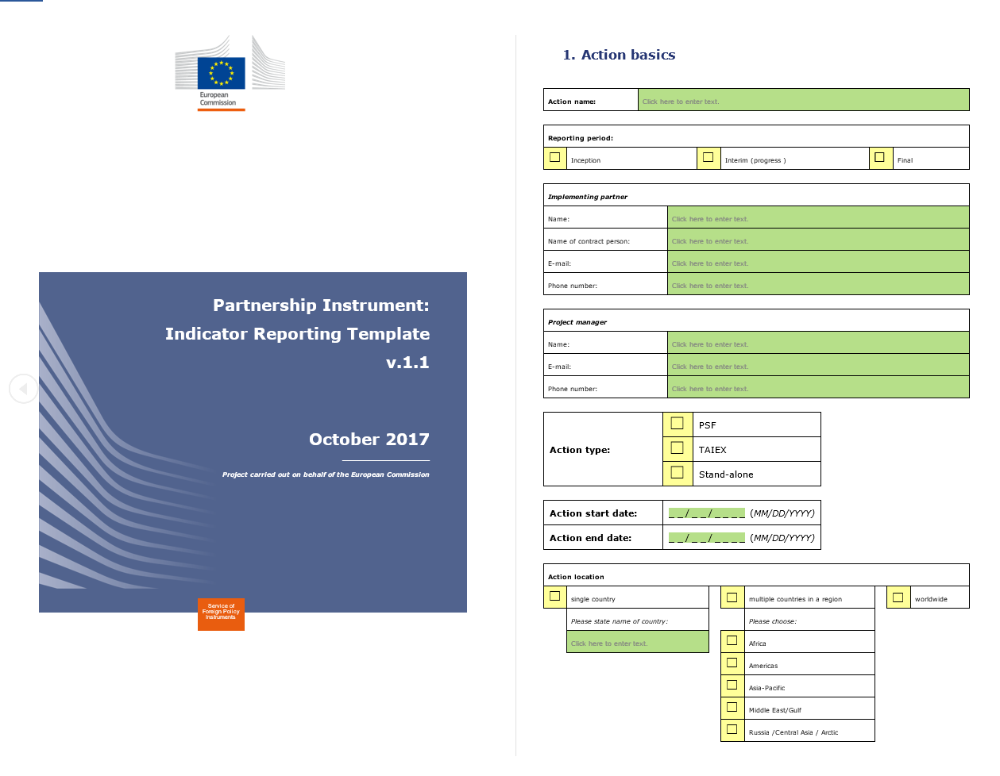 European
Commission
Partnership Instrument:
Indicator Reporting Template
v.1.1
October 2017
Project carried out on behalf of the European Commission
Service of
Foreign Policy
Instruments
1. Action basics
Action name: Click here to enter text.
Reporting period:
☐ Inception ☐ Interim (progress ) ☐ Final
Implementing partner
Name: Click here to enter text.
Name of contract person: Click here to enter text.
E-mail: Click here to enter text.
Phone number: Click here to enter text.
Project manager
Name: Click here to enter text.
E-mail: Click here to enter text.
Phone number: Click here to enter text.
☐ PSF
Action type: ☐ TAIEX
☐ Stand-alone
Action start date: _ _/_ _/_ _ _ _ (MM/DD/YYYY)
Action end date: _ _/_ _/_ _ _ _ (MM/DD/YYYY)
Action location
☐ single country ☐ multiple countries in a region ☐ worldwide
Please state name of country: Please choose:
Click here to enter text. ☐ Africa
☐ Americas
☐ Asia-Pacific
☐ Middle East/Gulf
☐ Russia /Central Asia / Arctic